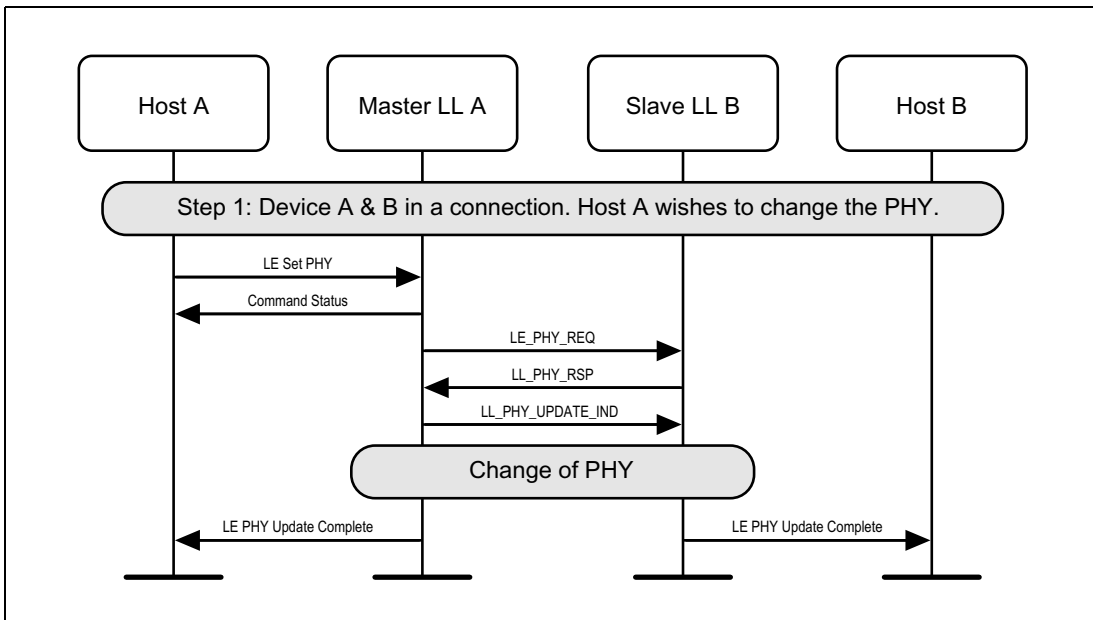 Host A
Master LL A
Slave LL B
Host B
Step 1: Device A & B in a connection. Host A wishes to change the PHY.
LE Set PHY
Command Status
LE_PHY_REQ
LL_PHY_RSP
LL_PHY_UPDATE_IND
Change of PHY
LE PHY Update Complete
LE PHY Update Complete